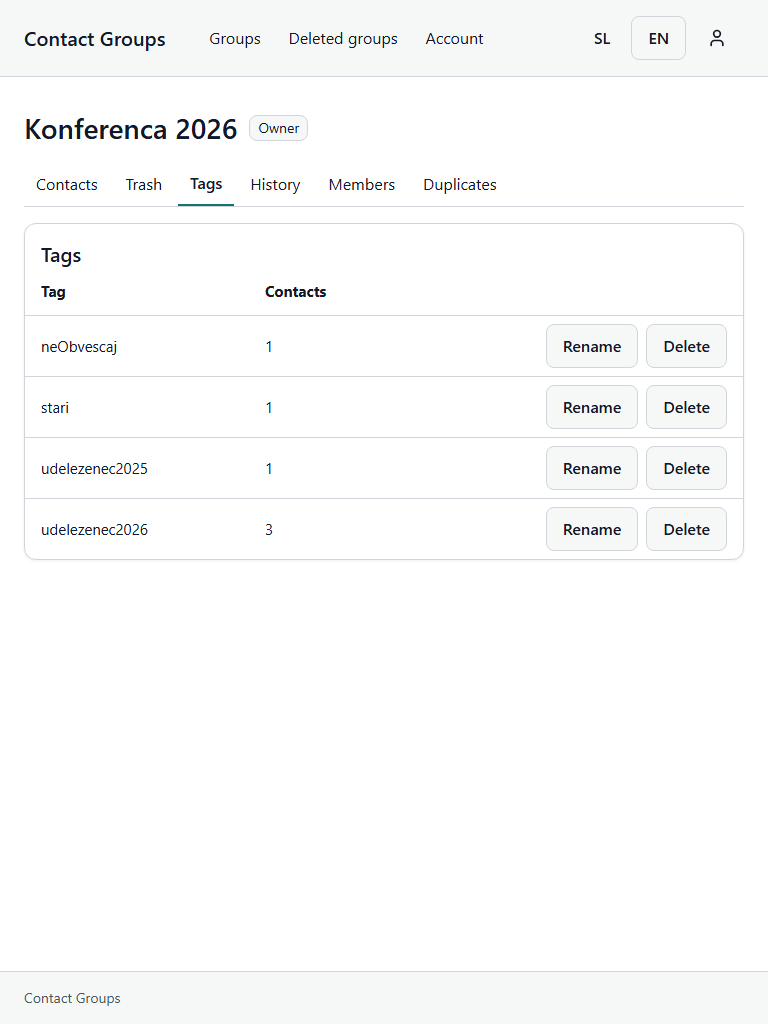 Contact Groups Groups Deleted groups Account SL EN
Konferenca 2026 Owner
Contacts Trash Tags History Members Duplicates
Tags
Tag Contacts
neObvescaj 1 Rename Delete
stari 1 Rename Delete
udelezenec2025 1 Rename Delete
udelezenec2026 3 Rename Delete
Contact Groups